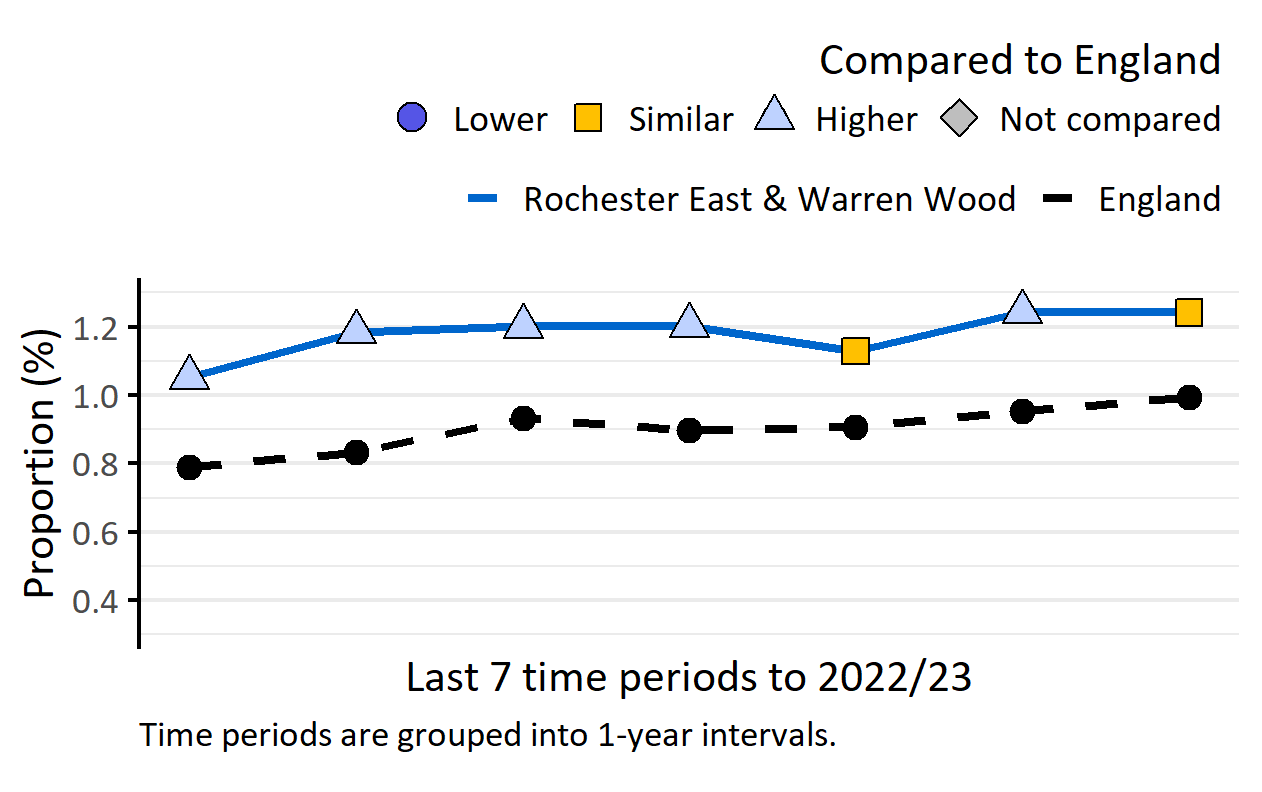 Compared to England
Lower Similar Higher Not compared
Rochester East & Warren Wood England
Proportion (%)
1.2
1.0
0.8
0.6
0.4
Last 7 time periods to 2022/23
Time periods are grouped into 1-year intervals.